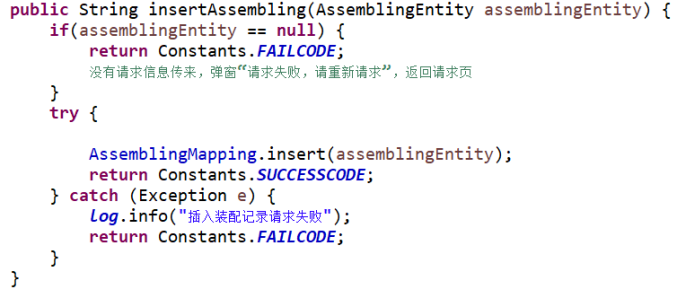 public String insertAssembling(AssemblingEntity assemblingEntity) {
    if(assemblingEntity == null) {
        return Constants.FAILCODE;
        没有请求信息传来，弹窗“请求失败，请重新请求”，返回请求页
    }
    try {
        AssemblingMapping.insert(assemblingEntity);
        return Constants.SUCCESSCODE;
    } catch (Exception e) {
        log.info("插入装配记录请求失败");
        return Constants.FAILCODE;
    }
}